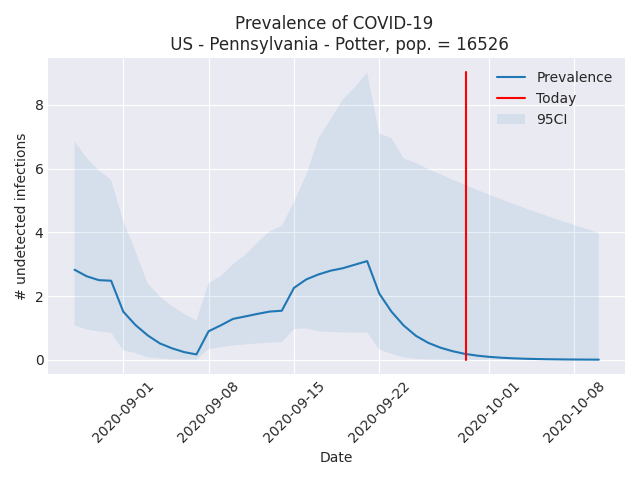 Prevalence of COVID-19
US - Pennsylvania - Potter, pop. = 16526
Prevalence
Today
95CI
# undetected infections
8
6
4
2
0
2020-09-01
2020-09-08
2020-09-15
2020-09-22
2020-10-01
2020-10-08
Date